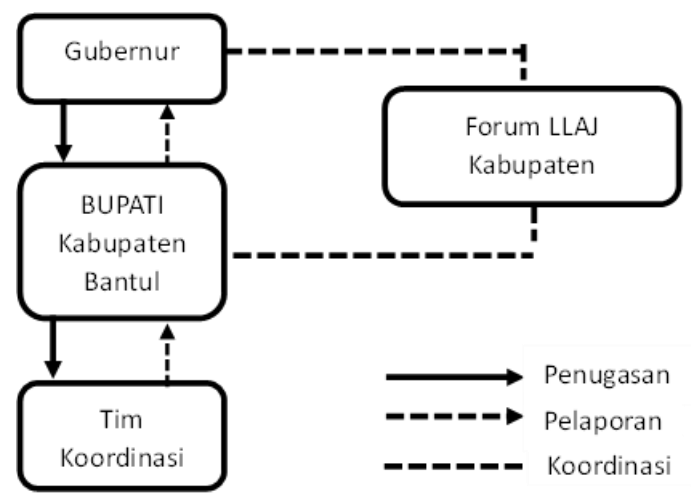 Gubernur
Forum LLAJ
Kabupaten
BUPATI
Kabupaten
Bantul
Tim
Koordinasi
Penugasan
Pelaporan
Koordinasi